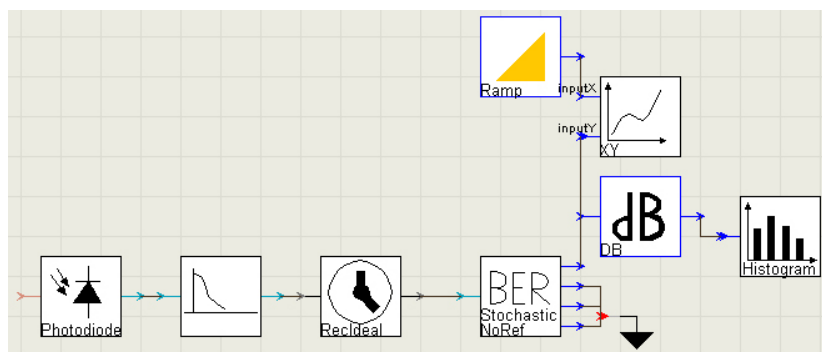 Ramp
inputX
inputY
XY
dB
DB
Histogram
Photodiode
RecIdeal
BER
Stochastic
NoRef